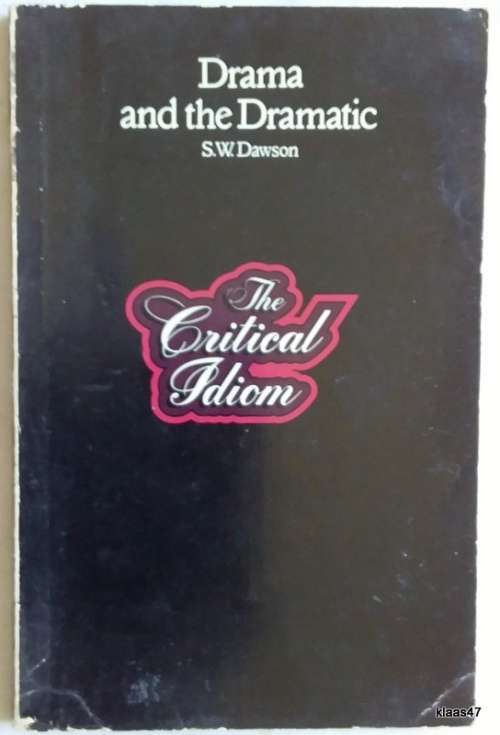 Drama
and the Dramatic
S.W. Dawson
The
Critical
Idiom
klaas47